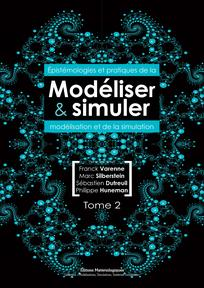 Épistémologies et pratiques de la
Modéliser
& simuler
modélisation et de la simulation
Franck Varenne
Marc Silberstein
Sébastien Dutreuil
Philippe Huneman
Tome 2
Éditions Matériologiques